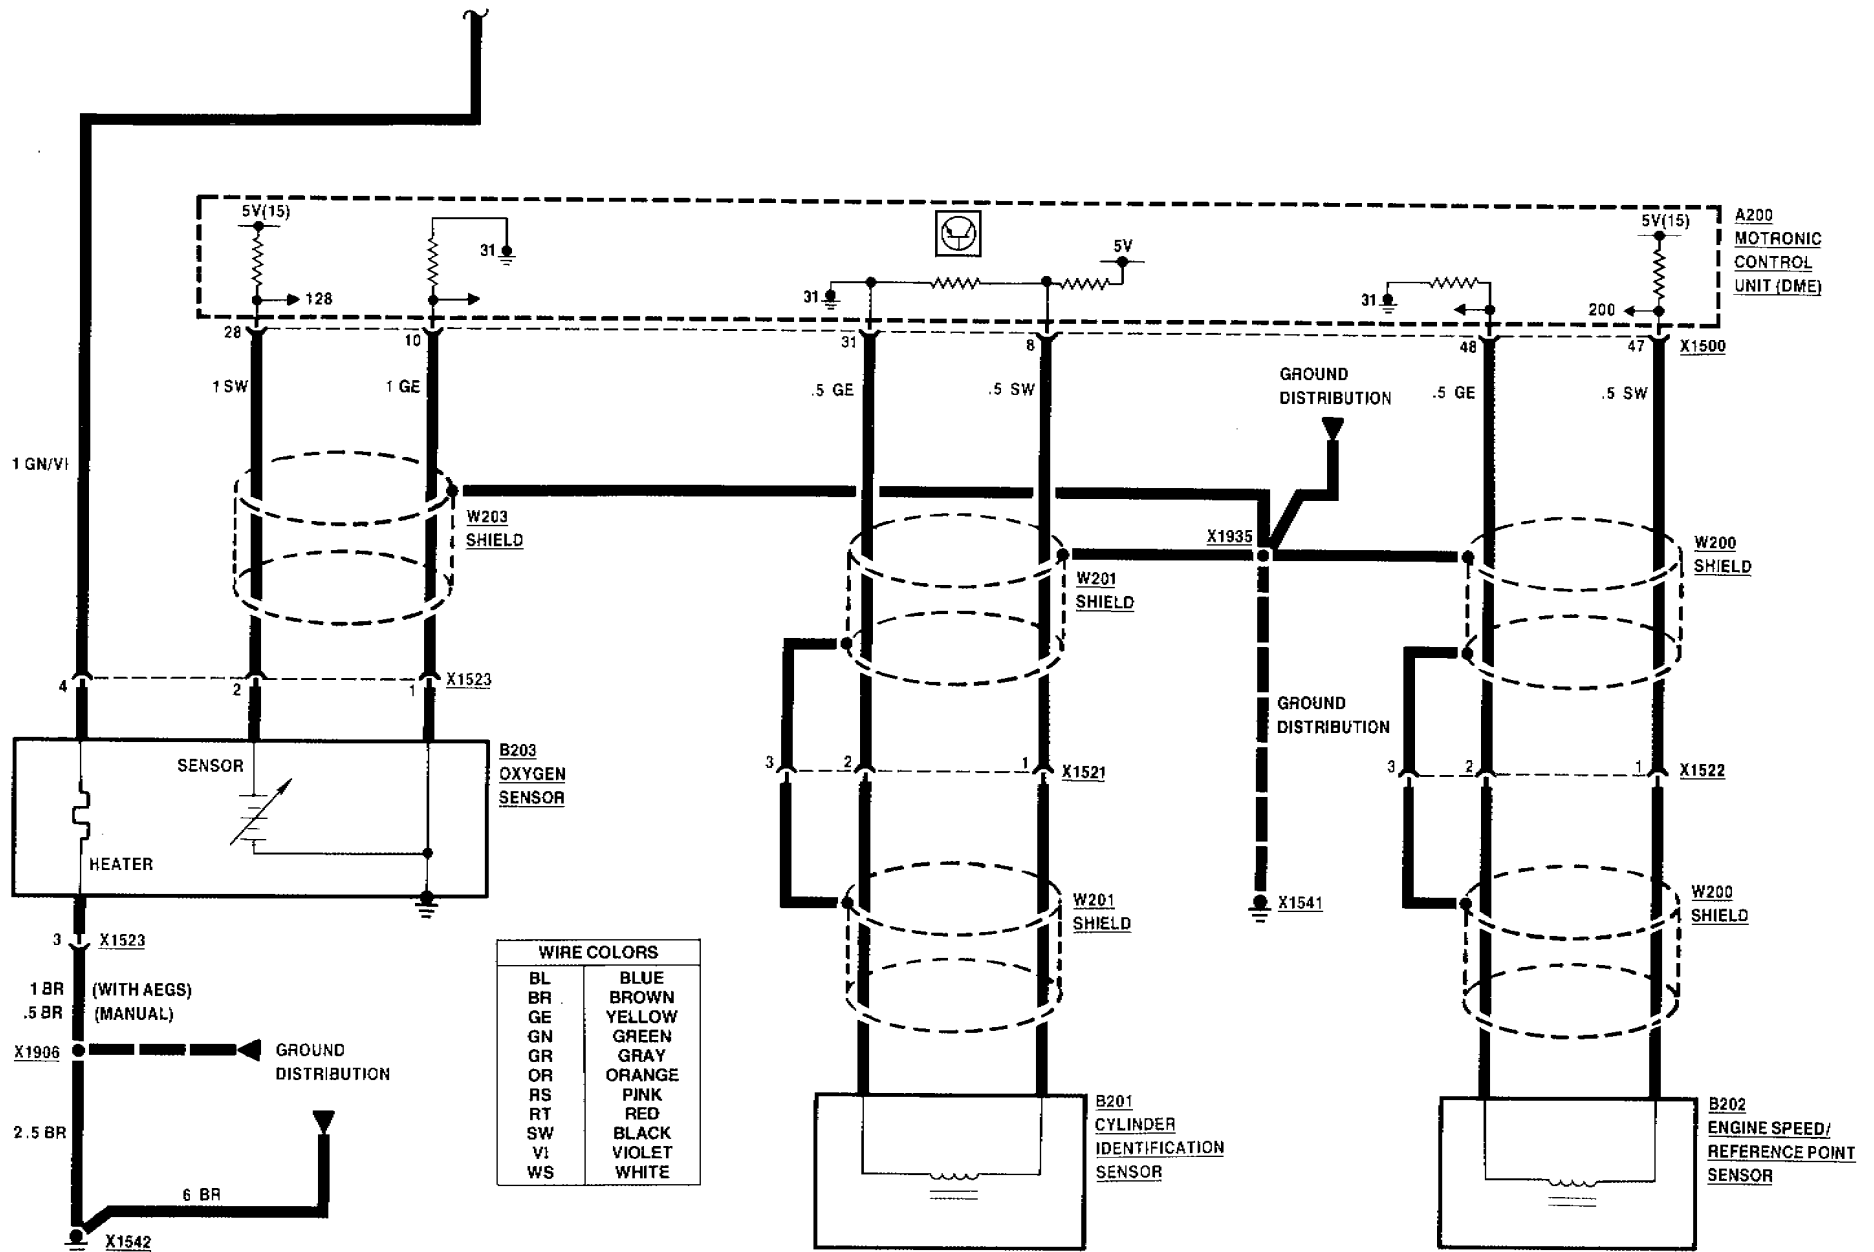 5V(15)
31
128
31
5V
31
5V(15)
200
A200
MOTRONIC
CONTROL
UNIT (DME)
28
10
31
8
48
47
X1500
1 SW
1 GE
.5 GE
.5 SW
.5 GE
.5 SW
GROUND
DISTRIBUTION
1 GN/VI
W203
SHIELD
X1935
W201
SHIELD
W200
SHIELD
4
2
1
X1523
GROUND
DISTRIBUTION
SENSOR
HEATER
B203
OXYGEN
SENSOR
3
2
1
X1521
3
2
1
X1522
W201
SHIELD
X1541
W200
SHIELD
3
X1523
1 BR (WITH AEGS)
.5 BR (MANUAL)
X1906
GROUND
DISTRIBUTION
2.5 BR
6 BR
X1542
WIRE COLORS
BL BLUE
BR BROWN
GE YELLOW
GN GREEN
GR GRAY
OR ORANGE
RS PINK
RT RED
SW BLACK
VI VIOLET
WS WHITE
B201
CYLINDER
IDENTIFICATION
SENSOR
B202
ENGINE SPEED/
REFERENCE POINT
SENSOR